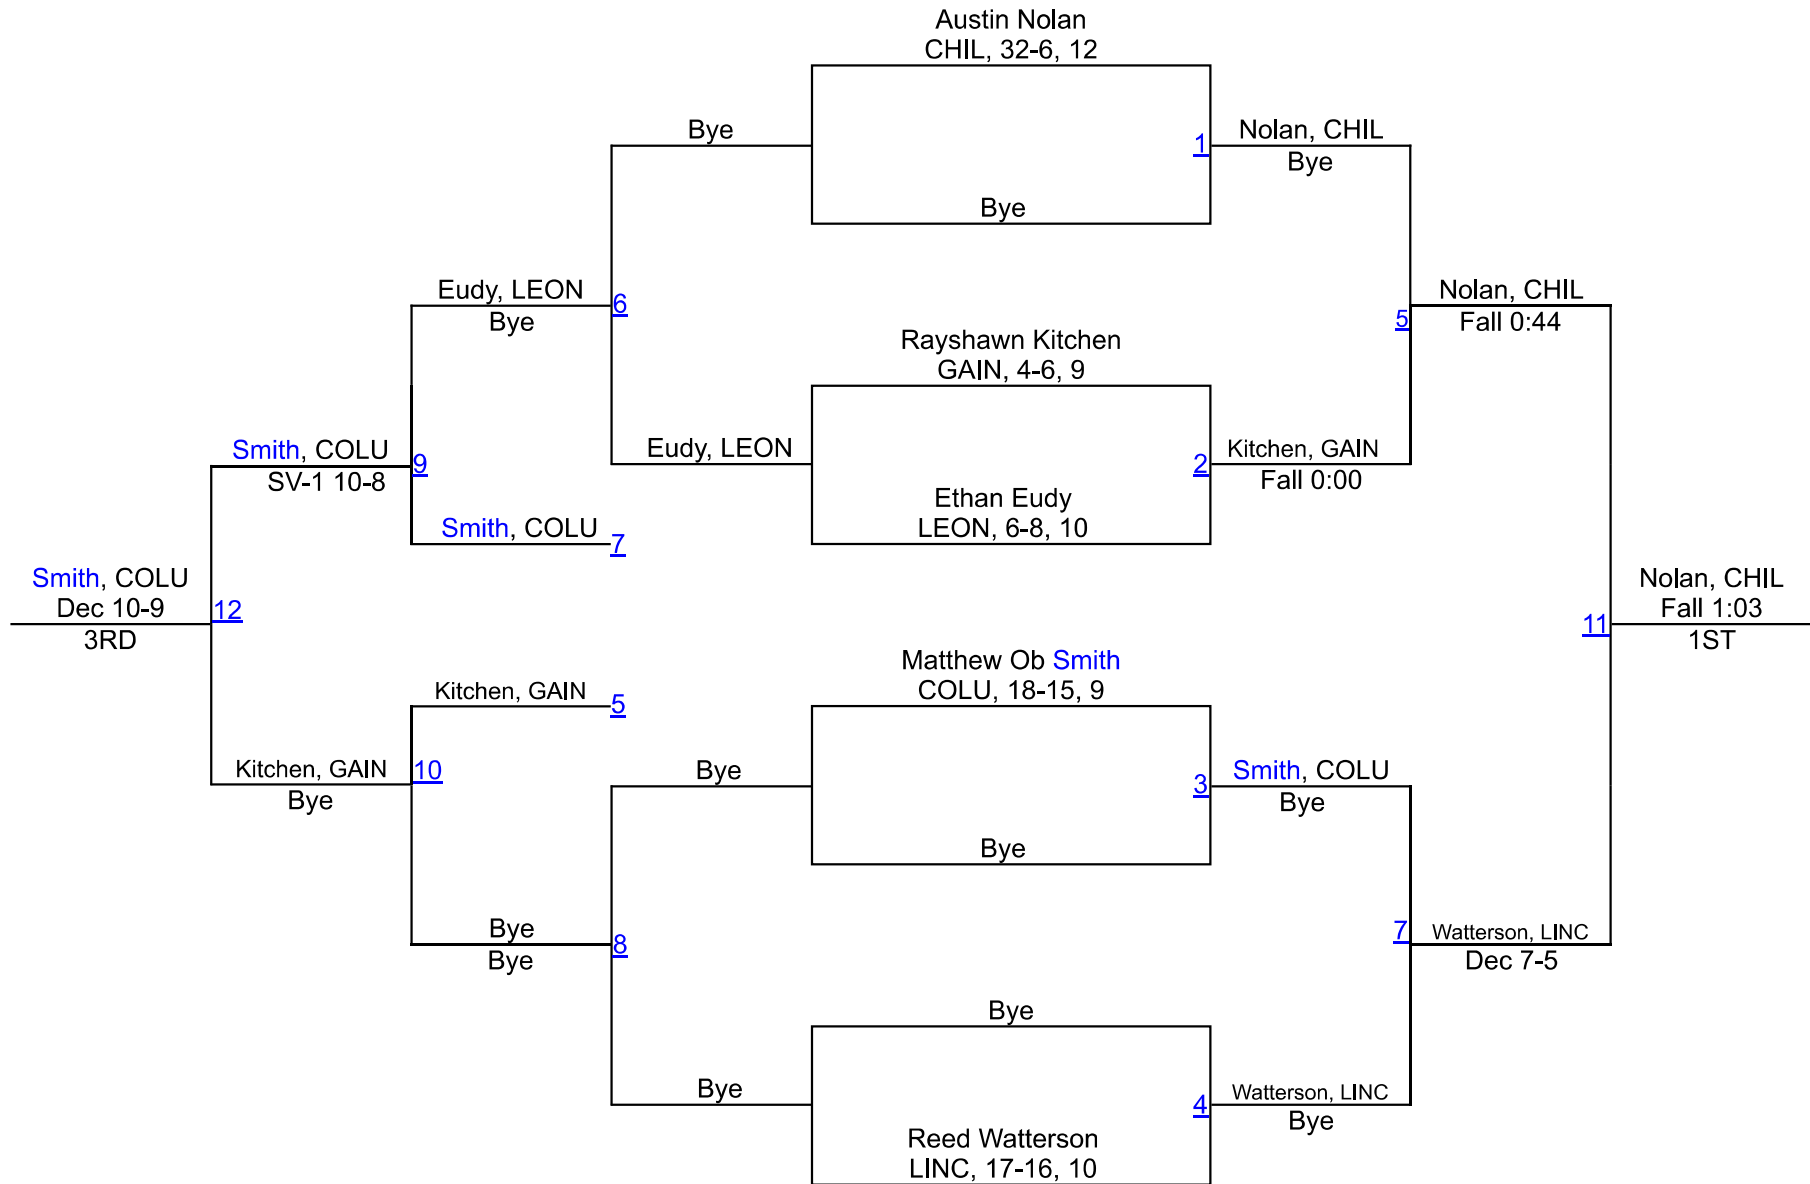 Austin Nolan
CHIL, 32-6, 12
Bye
1
Nolan, CHIL
Bye
Bye
Eudy, LEON
Bye
6
Nolan, CHIL
Fall 0:44
5
Rayshawn Kitchen
GAIN, 4-6, 9
Smith, COLU
SV-1 10-8
9
Eudy, LEON
2
Kitchen, GAIN
Fall 0:00
Ethan Eudy
LEON, 6-8, 10
Smith, COLU
7
Smith, COLU
Dec 10-9
3RD
12
Nolan, CHIL
Fall 1:03
1ST
11
Matthew Ob Smith
COLU, 18-15, 9
Kitchen, GAIN
5
Kitchen, GAIN
Bye
10
Bye
3
Smith, COLU
Bye
Bye
Bye
Bye
8
7
Watterson, LINC
Dec 7-5
Bye
Bye
4
Watterson, LINC
Bye
Reed Watterson
LINC, 17-16, 10